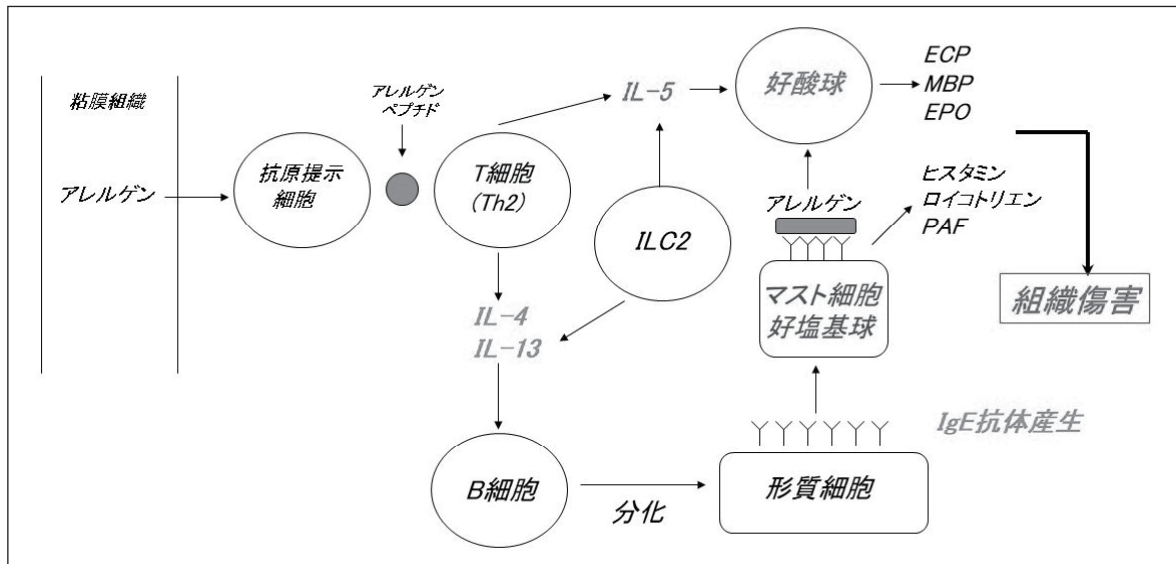 粘膜組織
アレルゲン
抗原提示
細胞
アレルゲン
ペプチド
T細胞
(Th2)
IL-5
ILC2
IL-4
IL-13
B細胞
分化
形質細胞
IgE抗体産生
マスト細胞
好塩基球
アレルゲン
好酸球
ECP
MBP
EPO
ヒスタミン
ロイコトリエン
PAF
組織傷害